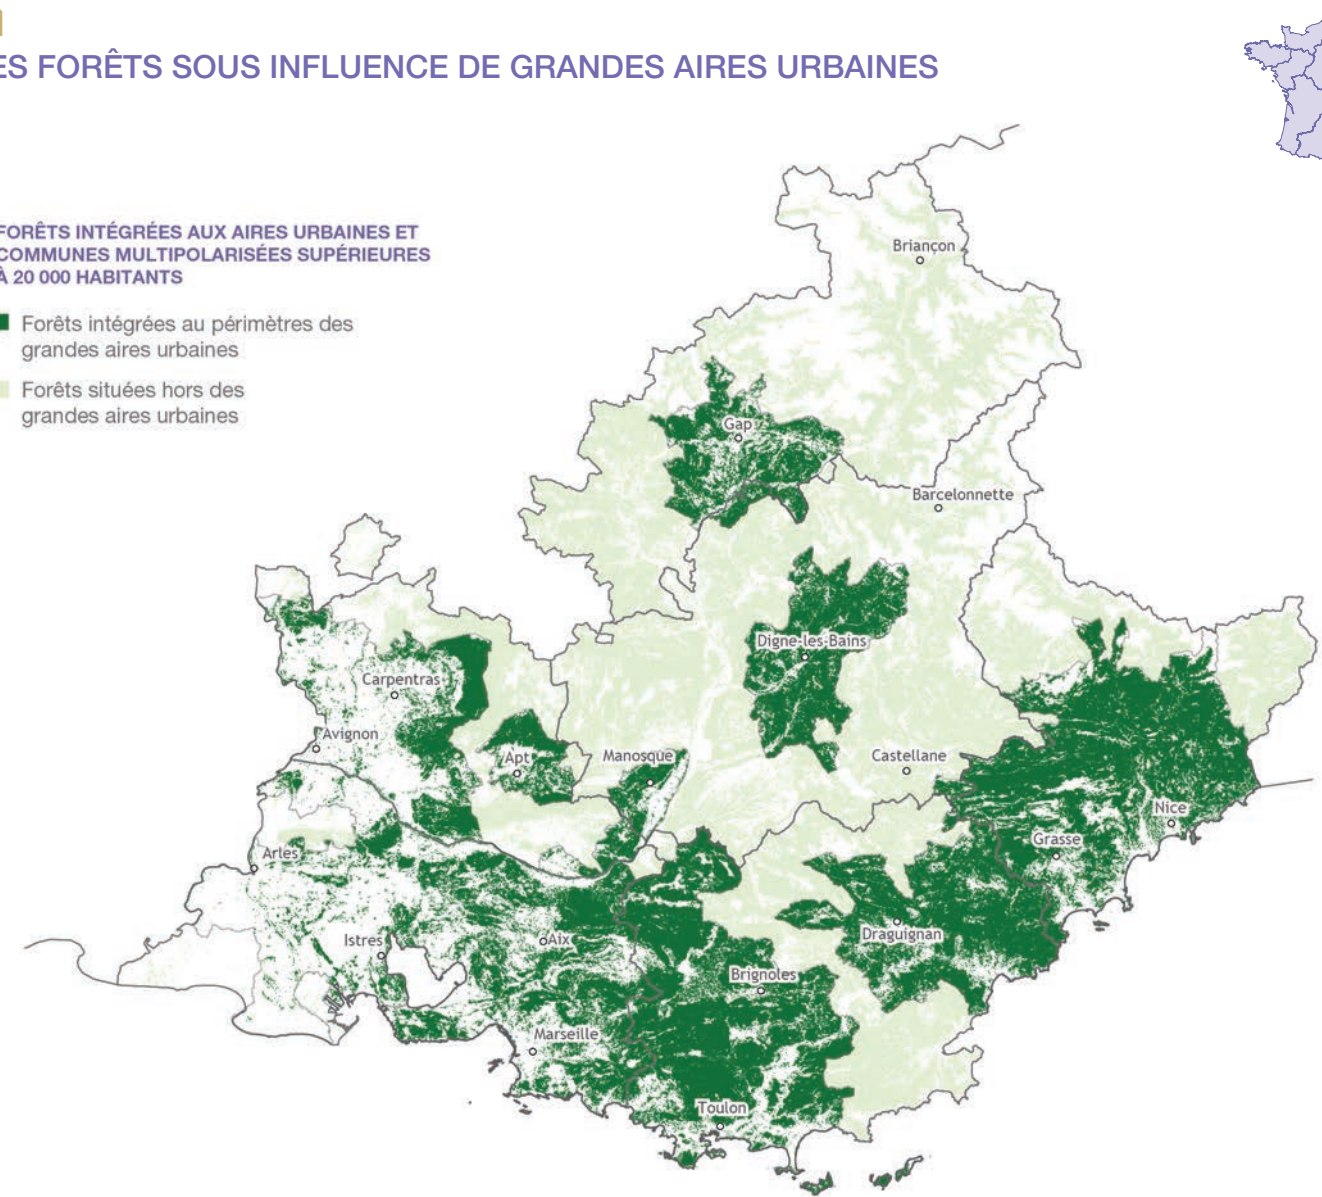 ES FORÊTS SOUS INFLUENCE DE GRANDES AIRES URBAINES
FORÊTS INTÉGRÉES AUX AIRES URBAINES ET
COMMUNES MULTIPOLARISÉES SUPÉRIEURES
À 20 000 HABITANTS
Forêts intégrées au périmètres des
grandes aires urbaines
Forêts situées hors des
grandes aires urbaines
Briançon
Gap
Barcelonnette
Digne-les-Bains
Carpentras
Avignon
Apt
Manosque
Castellane
Nice
Grasse
Arles
Draguignan
Istres
Aix
Brignoles
Marseille
Toulon